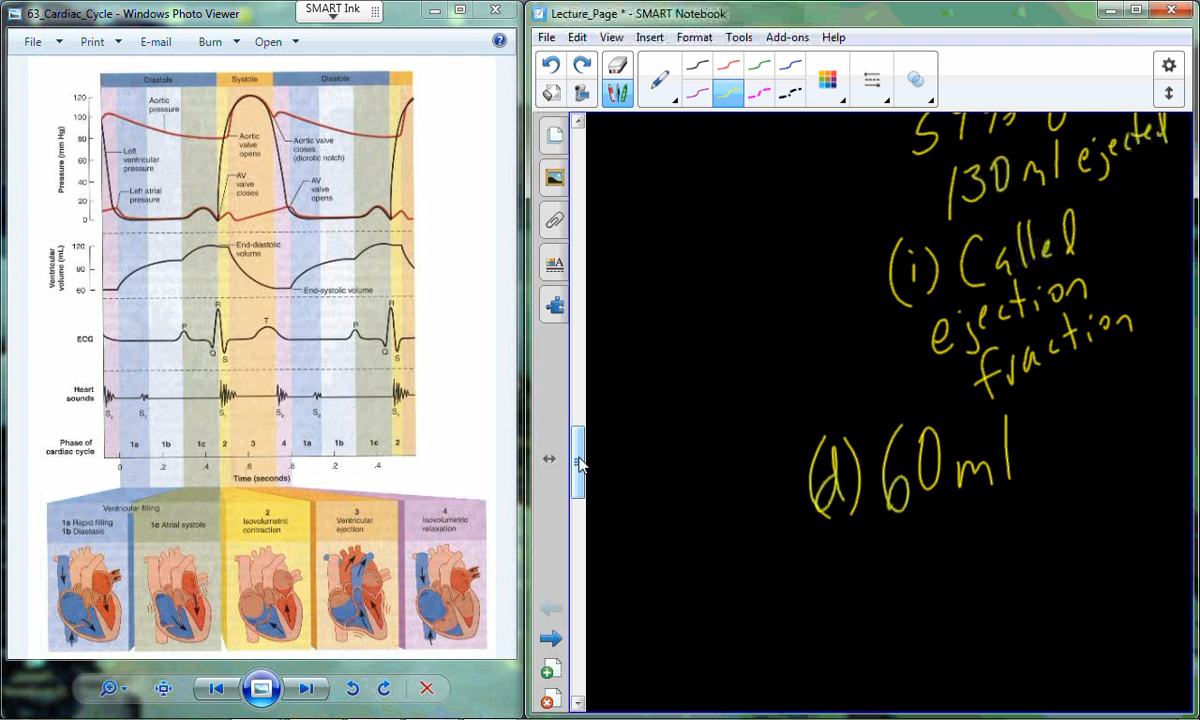 63_Cardiac_Cycle - Windows Photo Viewer
SMART Ink
File Print E-mail Burn Open
Diastole Systole Diastole
Pressure (mm Hg)
120
100
80
60
40
20
0
Aortic
pressure
Left
ventricular
pressure
Left atrial
pressure
Aortic
valve
opens
AV
valve
closes
Aortic valve
closes
(dicrotic notch)
AV
valve
opens
Ventricular
volume (mL)
120
90
60
End-diastolic
volume
End-systolic volume
ECG
P
R
Q
S
T
P
R
Q
S
Heart
sounds
Phase of
cardiac cycle
1a 1b 1c 2 3 4 1a 1b 1c 2
0 .2 .4 .6 .8 .2 .4
Time (seconds)
Ventricular filling
1a Rapid filling
1b Diastasis
1c Atrial systole
2
Isovolumetric
contraction
3
Ventricular
ejection
4
Isovolumetric
relaxation
Lecture_Page * - SMART Notebook
File Edit View Insert Format Tools Add-ons Help
130 ml ejected
(i) Called
ejection
fraction
(d) 60 ml